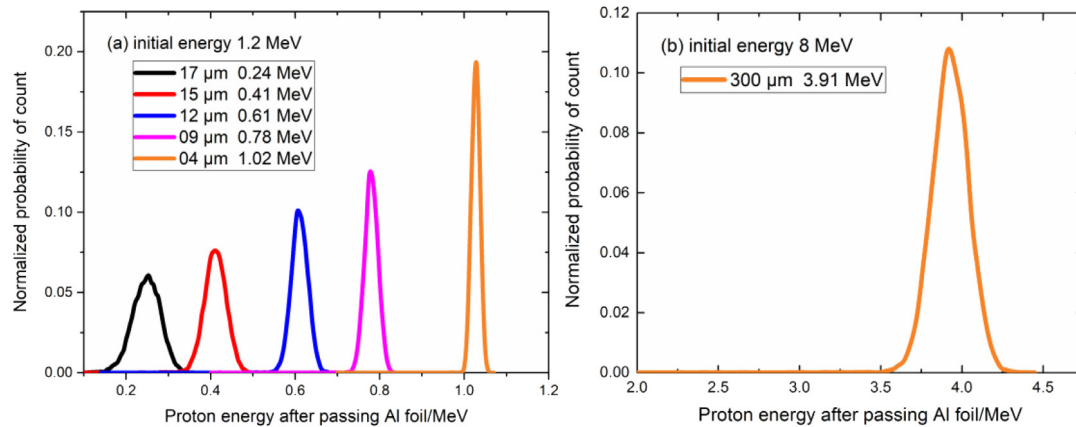 (a) initial energy 1.2 MeV
17 μm 0.24 MeV
15 μm 0.41 MeV
12 μm 0.61 MeV
09 μm 0.78 MeV
04 μm 1.02 MeV
Normalized probability of count
0.20
0.15
0.10
0.05
0.00
0.2 0.4 0.6 0.8 1.0 1.2
Proton energy after passing Al foil/MeV
(b) initial energy 8 MeV
300 μm 3.91 MeV
Normalized probability of count
0.12
0.10
0.08
0.06
0.04
0.02
0.00
2.0 2.5 3.0 3.5 4.0 4.5
Proton energy after passing Al foil/MeV